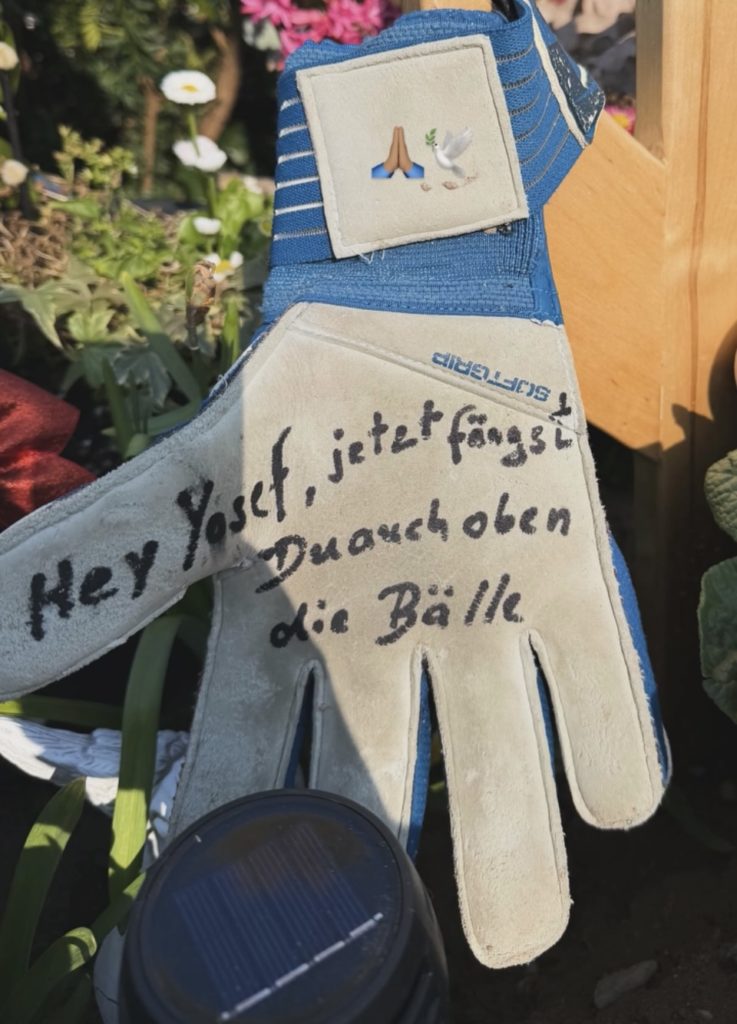 SOFTGRIP
Hey Yosef, jetzt fängst
Du auch oben
die Bälle